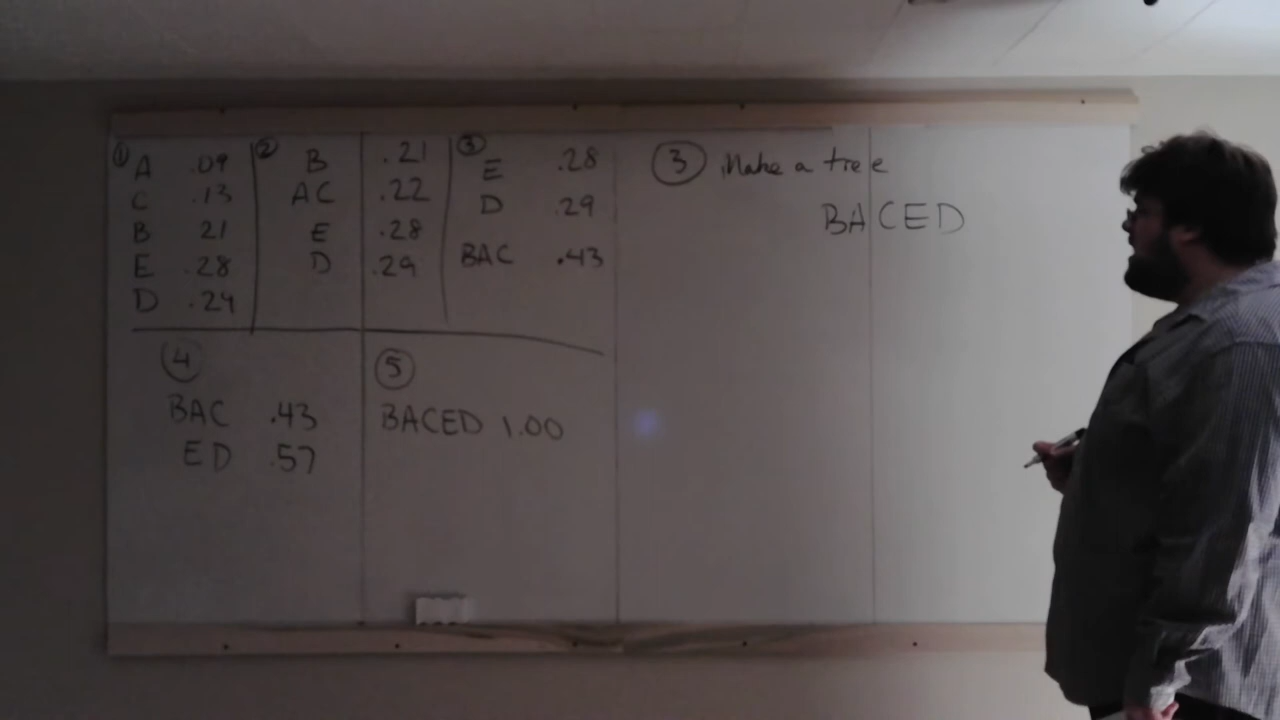 ① A .09
C .13
B 21
E .28
D .29
② B .21
AC .22
E .28
D .29
③ E .28
D .29
BAC .43
④
BAC .43
ED .57
⑤
BACED 1.00
③ Make a tree
BACED